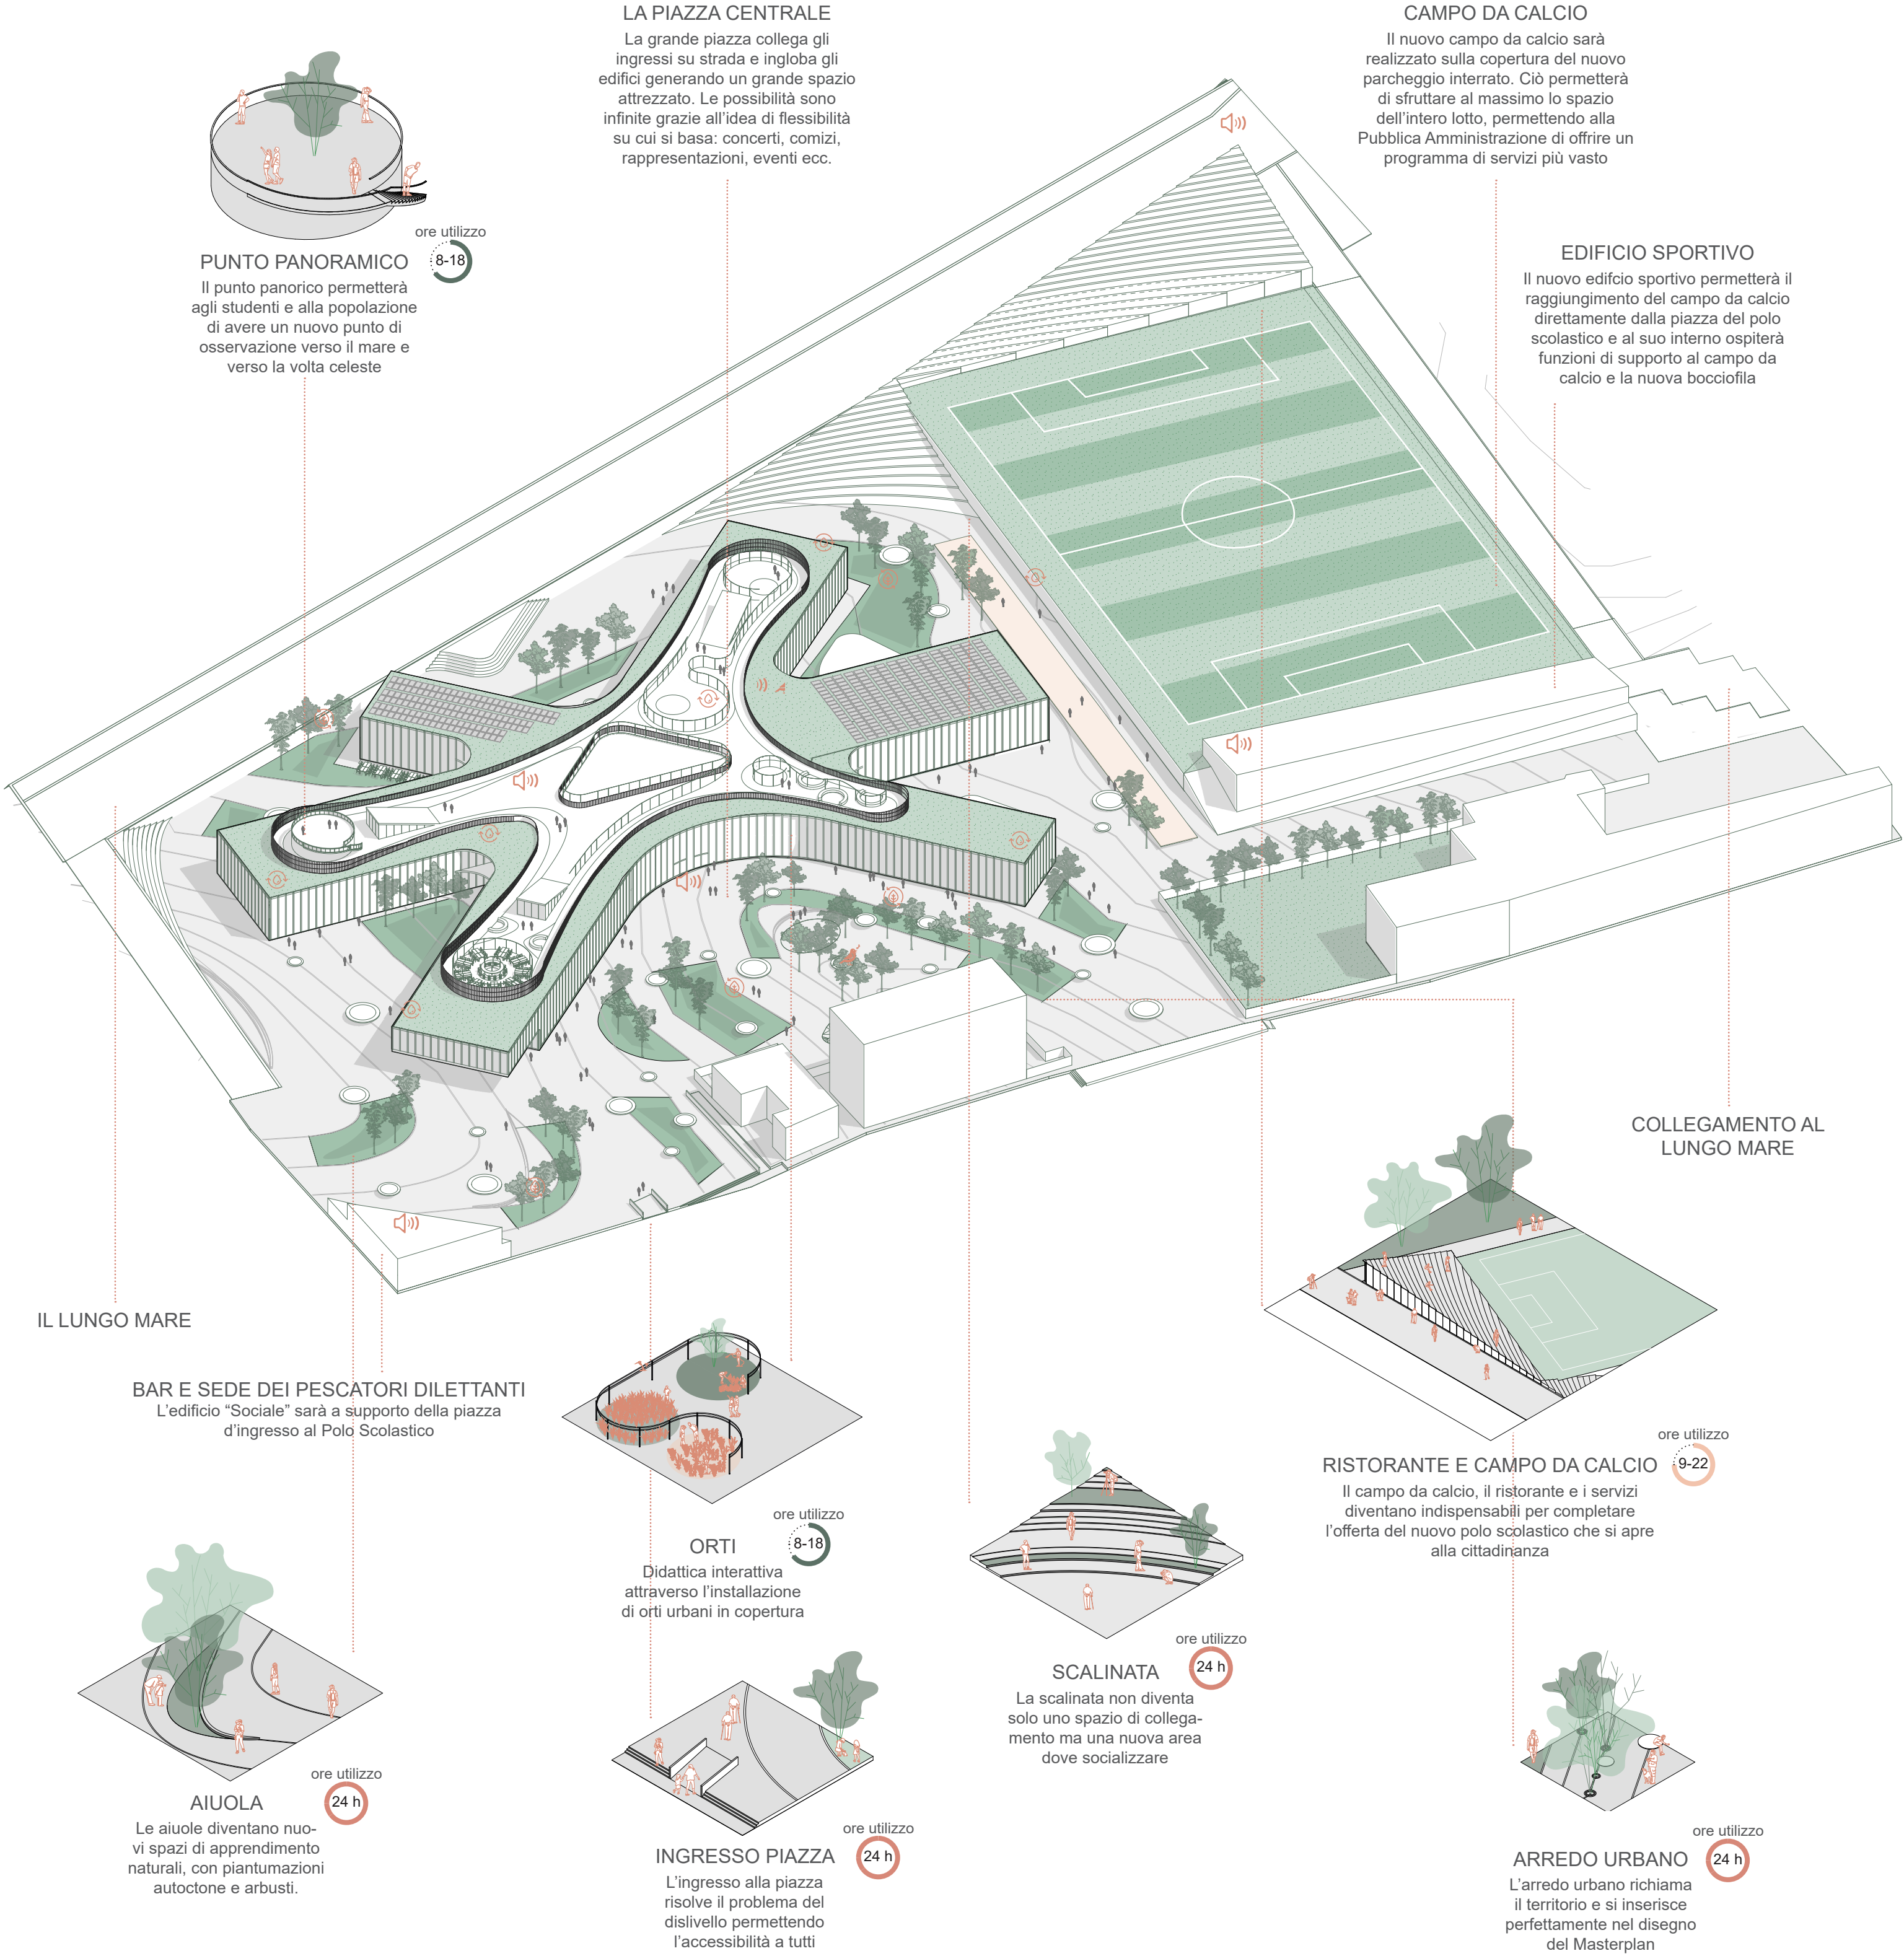 LA PIAZZA CENTRALE
La grande piazza collega gli
ingressi su strada e ingloba gli
edifici generando un grande spazio
attrezzato. Le possibilità sono
infinite grazie all’idea di flessibilità
su cui si basa: concerti, comizi,
rappresentazioni, eventi ecc.
CAMPO DA CALCIO
Il nuovo campo da calcio sarà
realizzato sulla copertura del nuovo
parcheggio interrato. Ciò permetterà
di sfruttare al massimo lo spazio
dell’intero lotto, permettendo alla
Pubblica Amministrazione di offrire un
programma di servizi più vasto
ore utilizzo
8-18
PUNTO PANORAMICO
Il punto panorico permetterà
agli studenti e alla popolazione
di avere un nuovo punto di
osservazione verso il mare e
verso la volta celeste
EDIFICIO SPORTIVO
Il nuovo edifcio sportivo permetterà il
raggiungimento del campo da calcio
direttamente dalla piazza del polo
scolastico e al suo interno ospiterà
funzioni di supporto al campo da
calcio e la nuova bocciofila
COLLEGAMENTO AL
LUNGO MARE
IL LUNGO MARE
BAR E SEDE DEI PESCATORI DILETTANTI
L’edificio “Sociale” sarà a supporto della piazza
d’ingresso al Polo Scolastico
ore utilizzo
9-22
RISTORANTE E CAMPO DA CALCIO
Il campo da calcio, il ristorante e i servizi
diventano indispensabili per completare
l’offerta del nuovo polo scolastico che si apre
alla cittadinanza
ore utilizzo
8-18
ORTI
Didattica interattiva
attraverso l’installazione
di orti urbani in copertura
ore utilizzo
24 h
SCALINATA
La scalinata non diventa
solo uno spazio di collega-
mento ma una nuova area
dove socializzare
ore utilizzo
24 h
AIUOLA
Le aiuole diventano nuo-
vi spazi di apprendimento
naturali, con piantumazioni
autoctone e arbusti.
ore utilizzo
24 h
INGRESSO PIAZZA
L’ingresso alla piazza
risolve il problema del
dislivello permettendo
l’accessibilità a tutti
ore utilizzo
24 h
ARREDO URBANO
L’arredo urbano richiama
il territorio e si inserisce
perfettamente nel disegno
del Masterplan